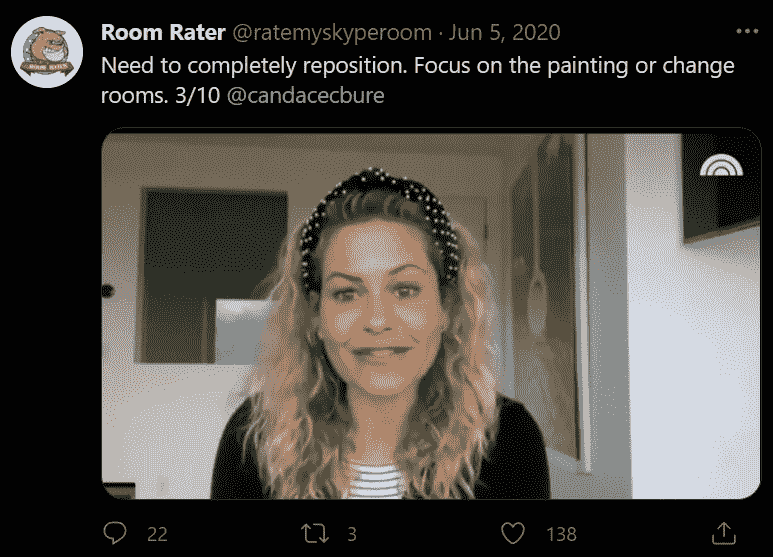 Room Rater @ratemyskyperoom · Jun 5, 2020
Need to completely reposition. Focus on the painting or change
rooms. 3/10 @candacecbure
22
3
138